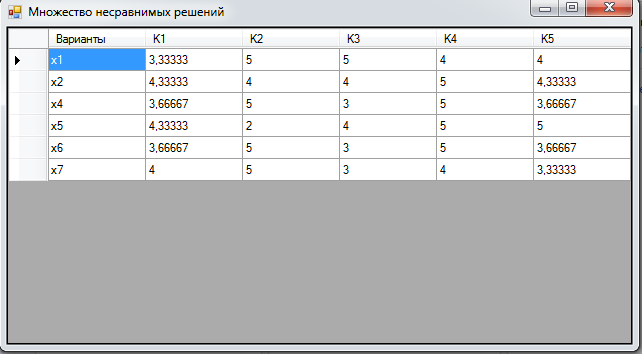 Множество несравнимых решений
Варианты K1 K2 K3 K4 K5
x1 3,33333 5 5 4 4
x2 4,33333 4 4 5 4,33333
x4 3,66667 5 3 5 3,66667
x5 4,33333 2 4 5 5
x6 3,66667 5 3 5 3,66667
x7 4 5 3 4 3,33333